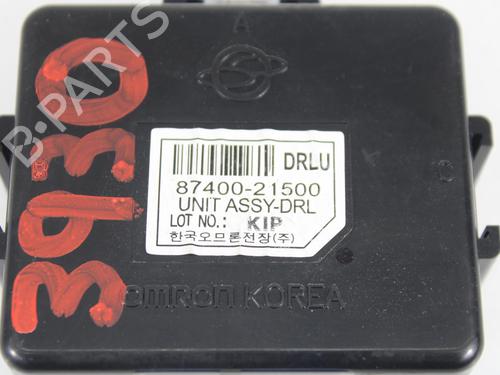 A
3930
B-PARTS
DRLU
87400-21500
UNIT ASSY-DRL
LOT NO.: KIP
한국오므론전장(주)
C
omron KOREA